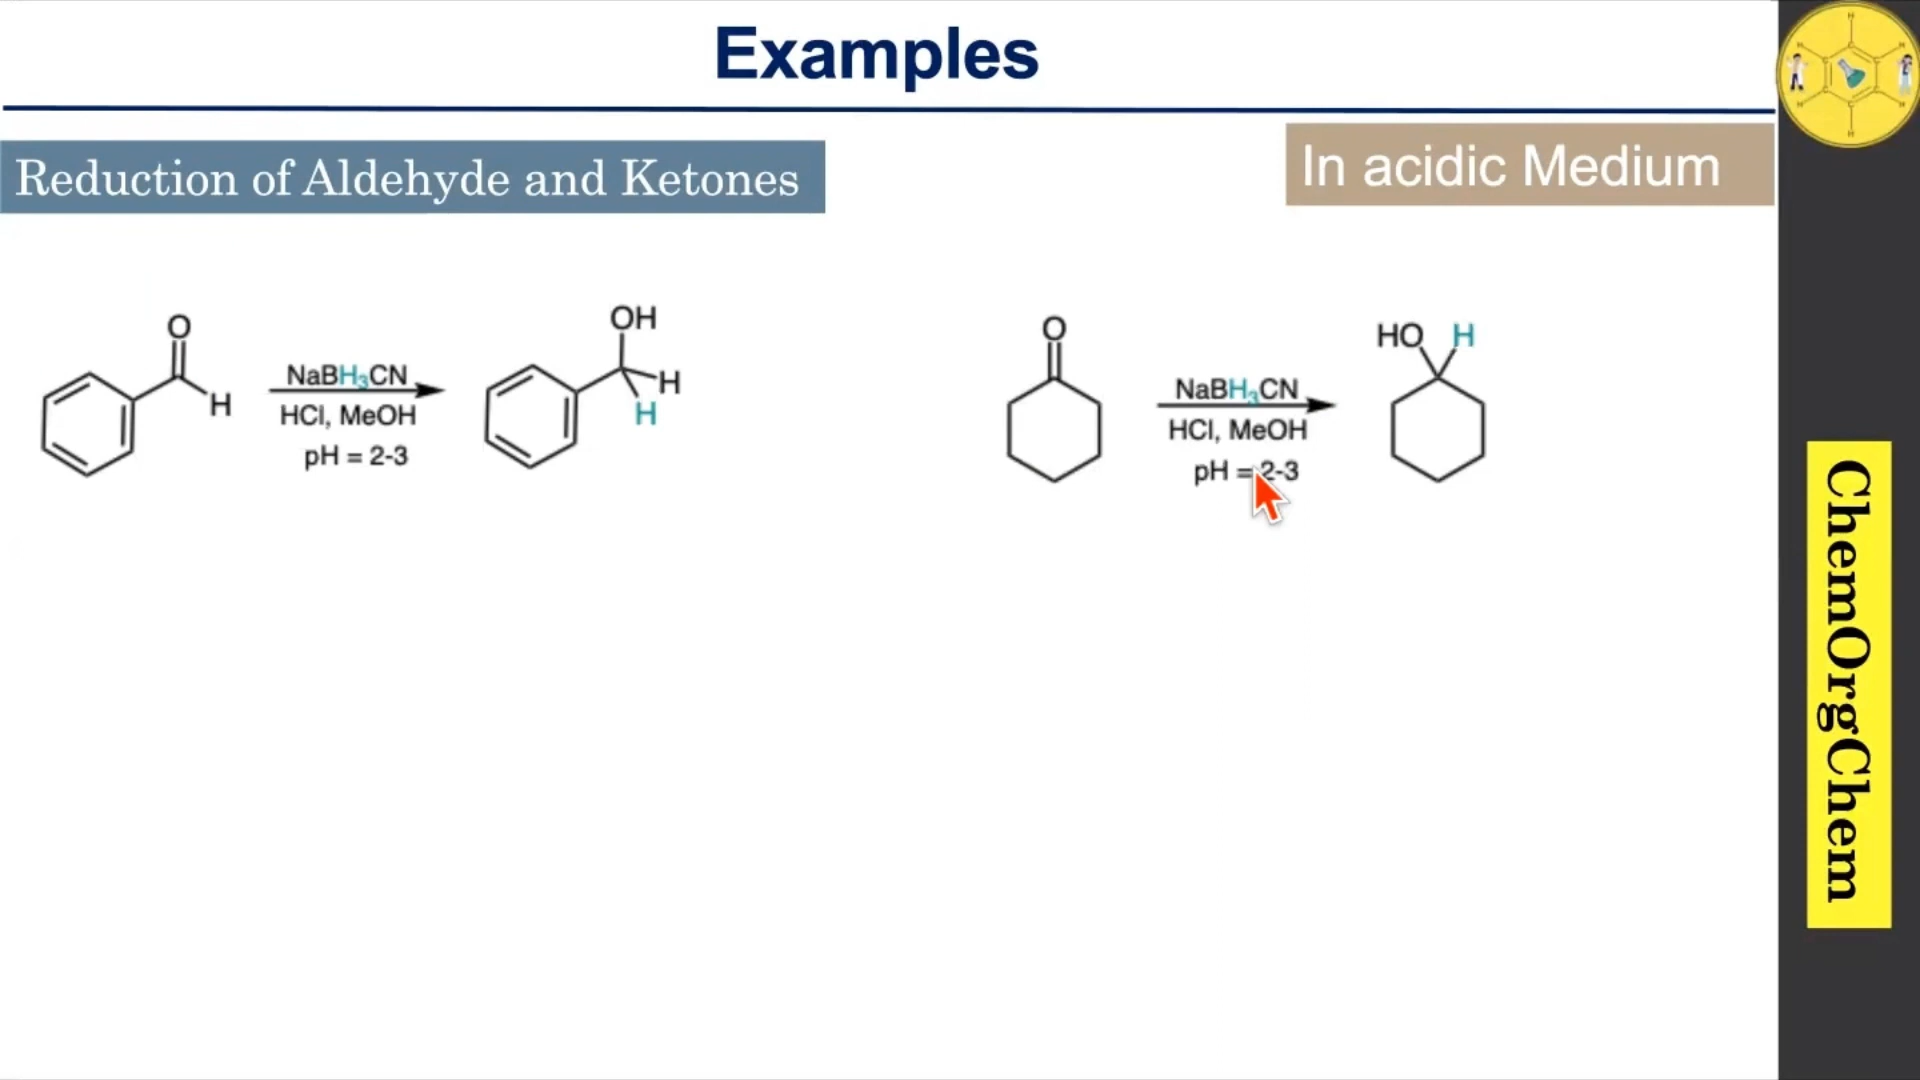 Examples
Reduction of Aldehyde and Ketones
In acidic Medium
O
H
NaBH₃CN
HCl, MeOH
pH = 2-3
OH
H
H
O
NaBH₃CN
HCl, MeOH
pH = 2-3
HO H
ChemOrgChem
H
H
H
H
H
H